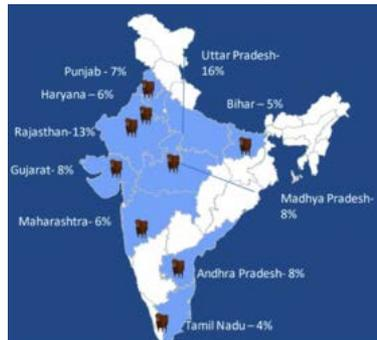 Uttar Pradesh-
16%
Punjab - 7%
Haryana – 6%
Bihar – 5%
Rajasthan-13%
Gujarat- 8%
Madhya Pradesh-
8%
Maharashtra- 6%
Andhra Pradesh- 8%
Tamil Nadu – 4%